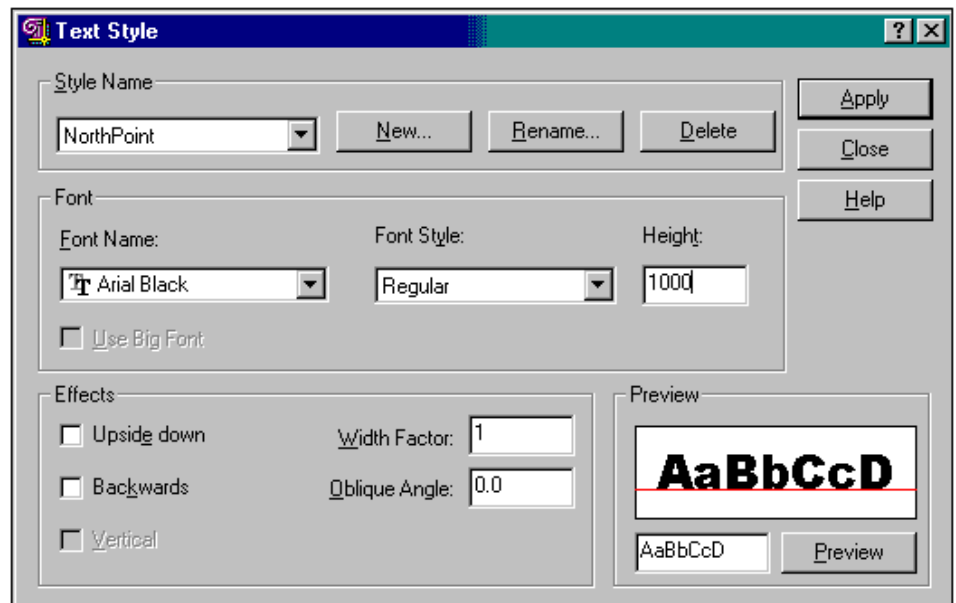 Text Style
Style Name
NorthPoint New... Rename... Delete Apply
Close
Font Help
Font Name: Font Style: Height:
Arial Black Regular 1000
Use Big Font
Effects Preview
Upside down Width Factor: 1 AaBbCcD
Backwards Oblique Angle: 0.0
Vertical AaBbCcD Preview